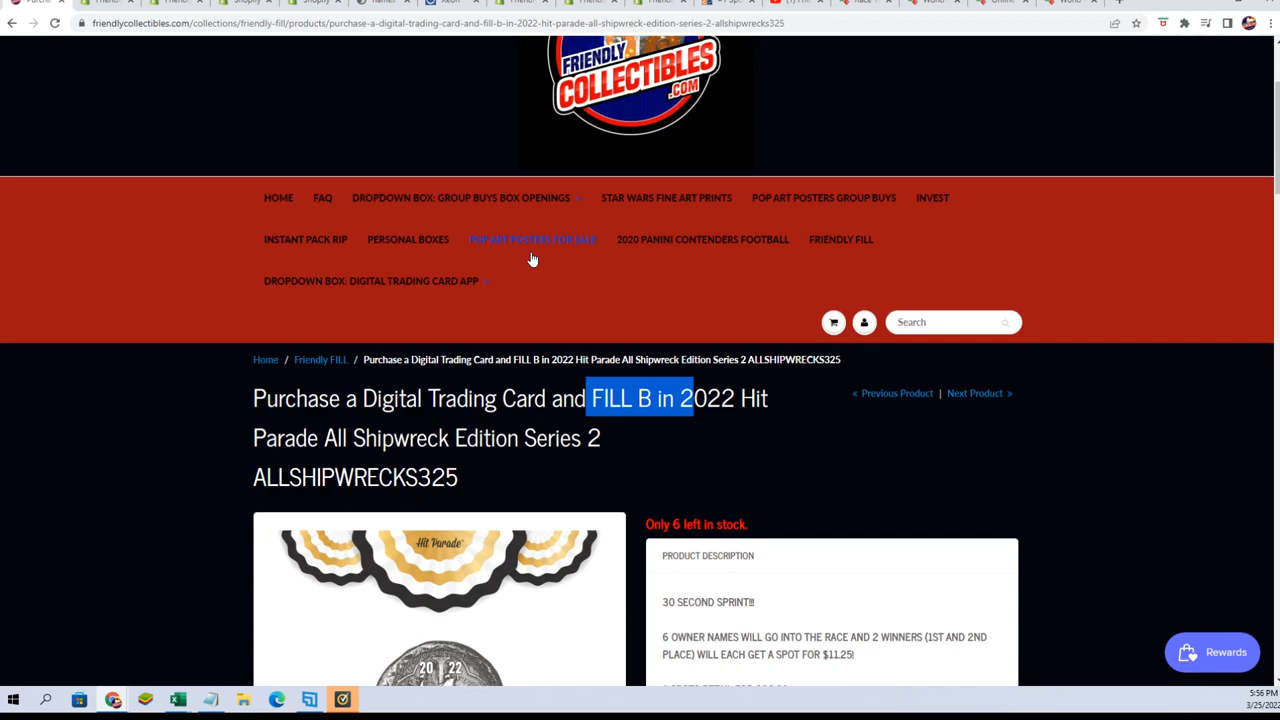 friendlycollectibles.com/collections/friendly-fill/products/purchase-a-digital-trading-card-and-fill-b-in-2022-hit-parade-all-shipwreck-edition-series-2-allshipwrecks325
FRIENDLY
COLLECTIBLES
.COM
HOME FAQ DROPDOWN BOX: GROUP BUYS BOX OPENINGS STAR WARS FINE ART PRINTS POP ART POSTERS GROUP BUYS INVEST
INSTANT PACK RIP PERSONAL BOXES POP ART POSTERS FOR SALE 2020 PANINI CONTENDERS FOOTBALL FRIENDLY FILL
DROPDOWN BOX: DIGITAL TRADING CARD APP
Search
Home / Friendly FILL / Purchase a Digital Trading Card and FILL B in 2022 Hit Parade All Shipwreck Edition Series 2 ALLSHIPWRECKS325
Purchase a Digital Trading Card and FILL B in 2022 Hit
Parade All Shipwreck Edition Series 2
ALLSHIPWRECKS325
« Previous Product | Next Product »
Only 6 left in stock.
PRODUCT DESCRIPTION
30 SECOND SPRINT!!!
6 OWNER NAMES WILL GO INTO THE RACE AND 2 WINNERS (1ST AND 2ND
PLACE) WILL EACH GET A SPOT FOR $11.25!
Hit Parade
20 22
Rewards
5:56 PM